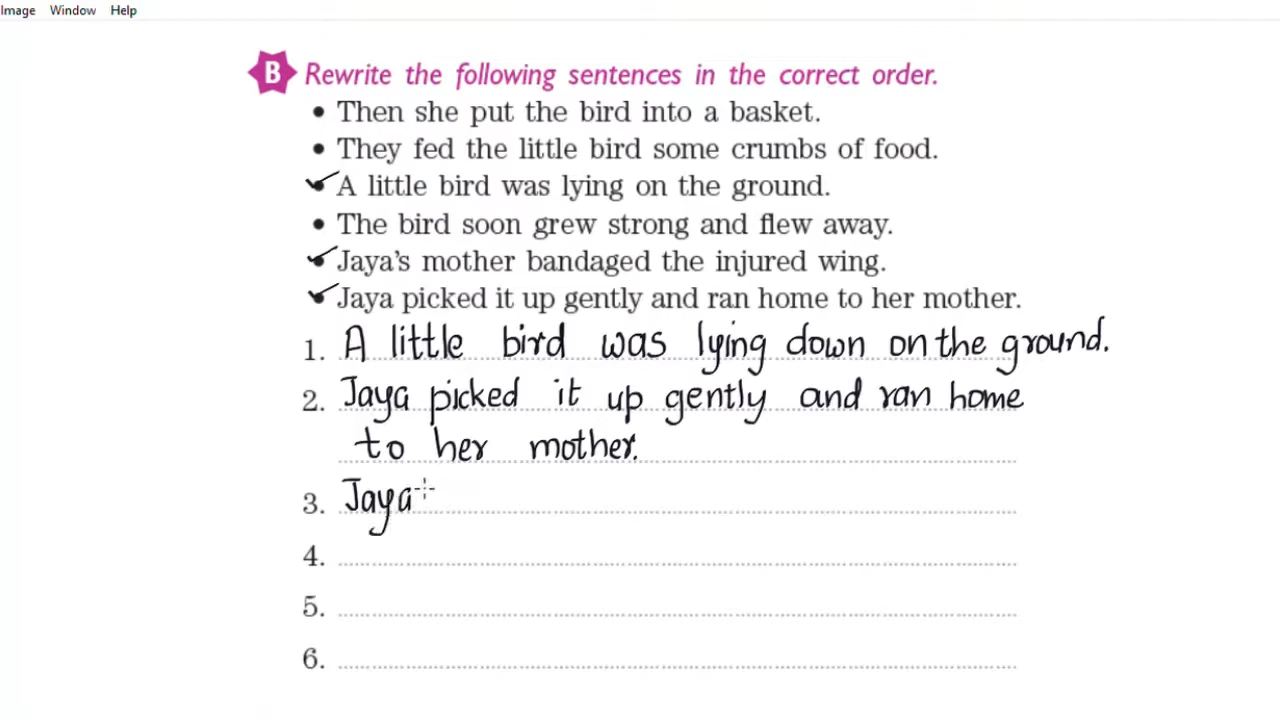 Image Window Help
B Rewrite the following sentences in the correct order.
• Then she put the bird into a basket.
• They fed the little bird some crumbs of food.
A little bird was lying on the ground.
• The bird soon grew strong and flew away.
Jaya's mother bandaged the injured wing.
Jaya picked it up gently and ran home to her mother.
1. A little bird was lying down on the ground.
2. Jaya picked it up gently and ran home
to her mother.
3. Jaya
4.
5.
6.